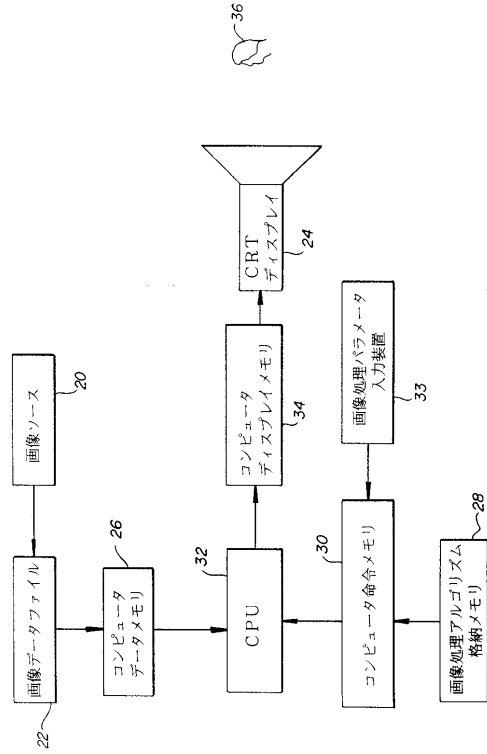 画像ソース
20
画像データファイル
22
コンピュータ
データメモリ
26
CPU
32
コンピュータ
ディスプレイメモリ
34
CRT
ディスプレイ
24
36
コンピュータ命令メモリ
30
画像処理パラメータ
入力装置
33
画像処理アルゴリズム
格納メモリ
28